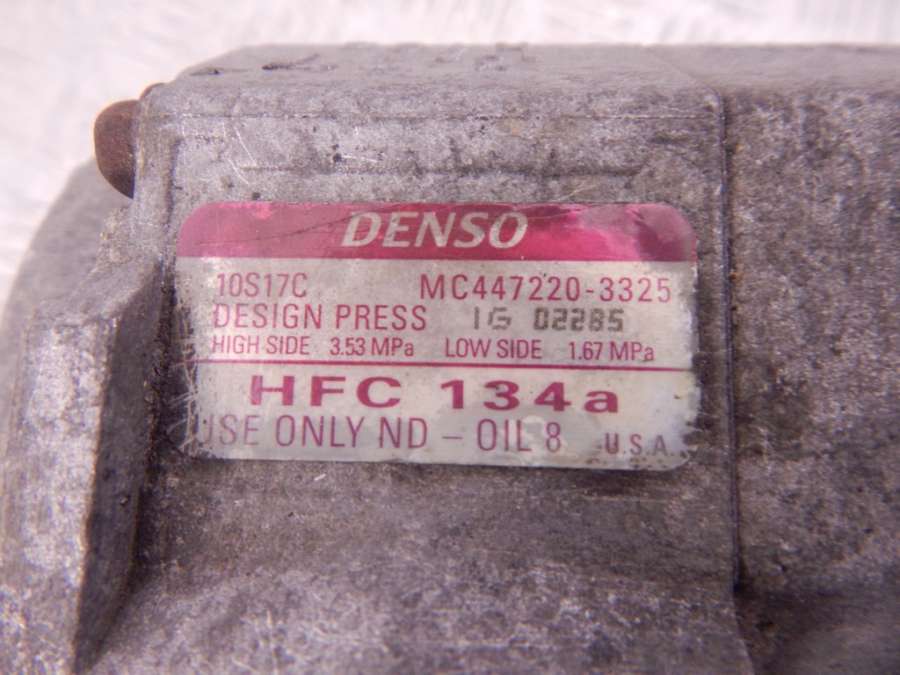 DENSO
10S17C MC447220-3325
DESIGN PRESS IG 02285
HIGH SIDE 3.53 MPa LOW SIDE 1.67 MPa
HFC 134a
USE ONLY ND - OIL 8 U.S.A.